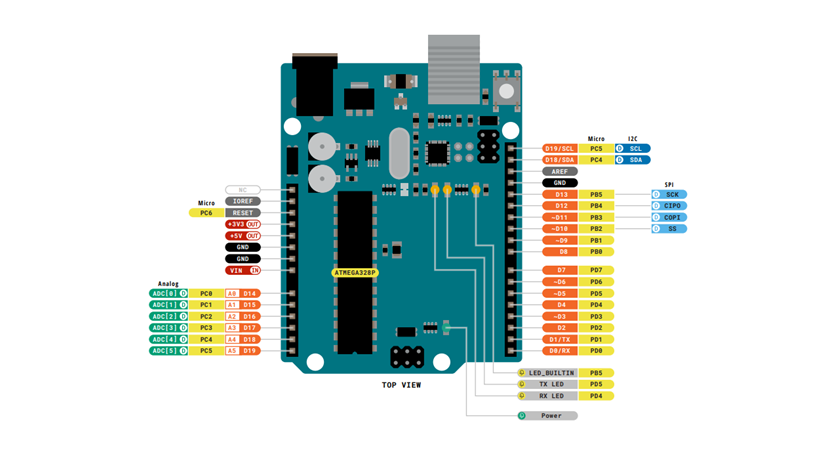 Micro I2C
D19/SCL PC5 D SCL
D18/SDA PC4 D SDA
AREF
GND
SPI
D13 PB5 D SCK
D12 PB4 D CIPO
~D11 PB3 D COPI
~D10 PB2 D SS
~D9 PB1
D8 PB0
D7 PD7
~D6 PD6
~D5 PD5
D4 PD4
~D3 PD3
D2 PD2
D1/TX PD1
D0/RX PD0
NC
IOREF
Micro
PC6 RESET
+3V3 OUT
+5V OUT
GND
GND
VIN IN
Analog
ADC[0] D PC0 A0 D14
ADC[1] D PC1 A1 D15
ADC[2] D PC2 A2 D16
ADC[3] D PC3 A3 D17
ADC[4] D PC4 A4 D18
ADC[5] D PC5 A5 D19
ATMEGA328P
LED_BUILTIN PB5
TX LED PD5
RX LED PD4
Power
TOP VIEW